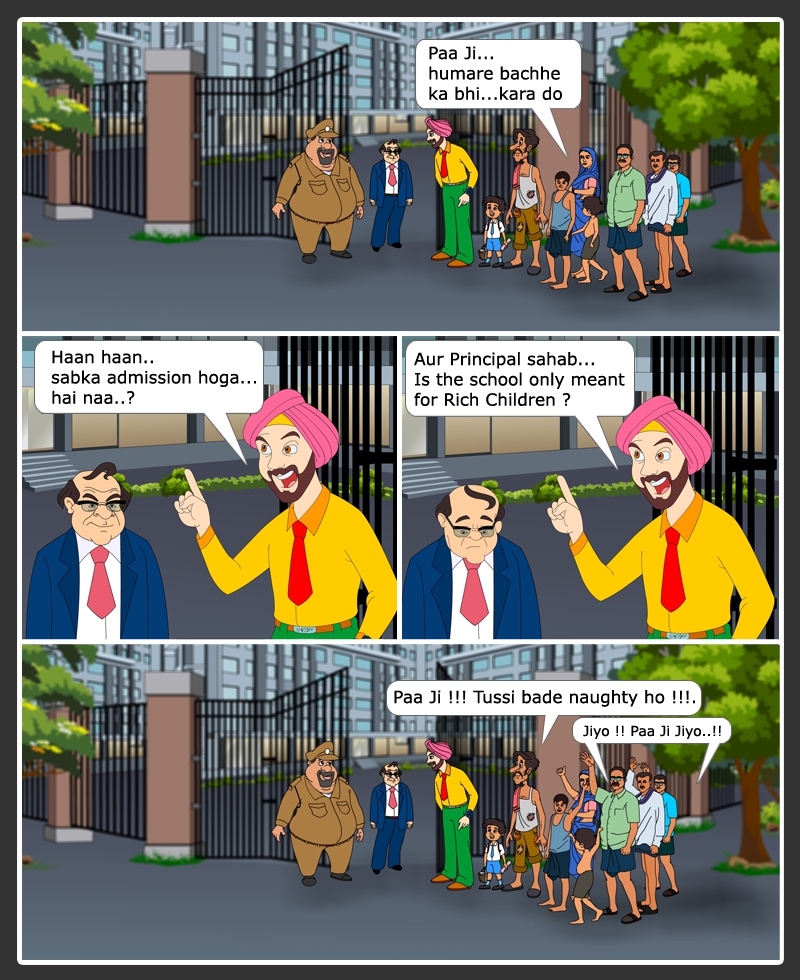 Paa Ji...
humare bachhe
ka bhi...kara do
Haan haan..
sabka admission hoga...
hai naa..?
Aur Principal sahab...
Is the school only meant
for Rich Children ?
Paa Ji !!! Tussi bade naughty ho !!!.
Jiyo !! Paa Ji Jiyo..!!